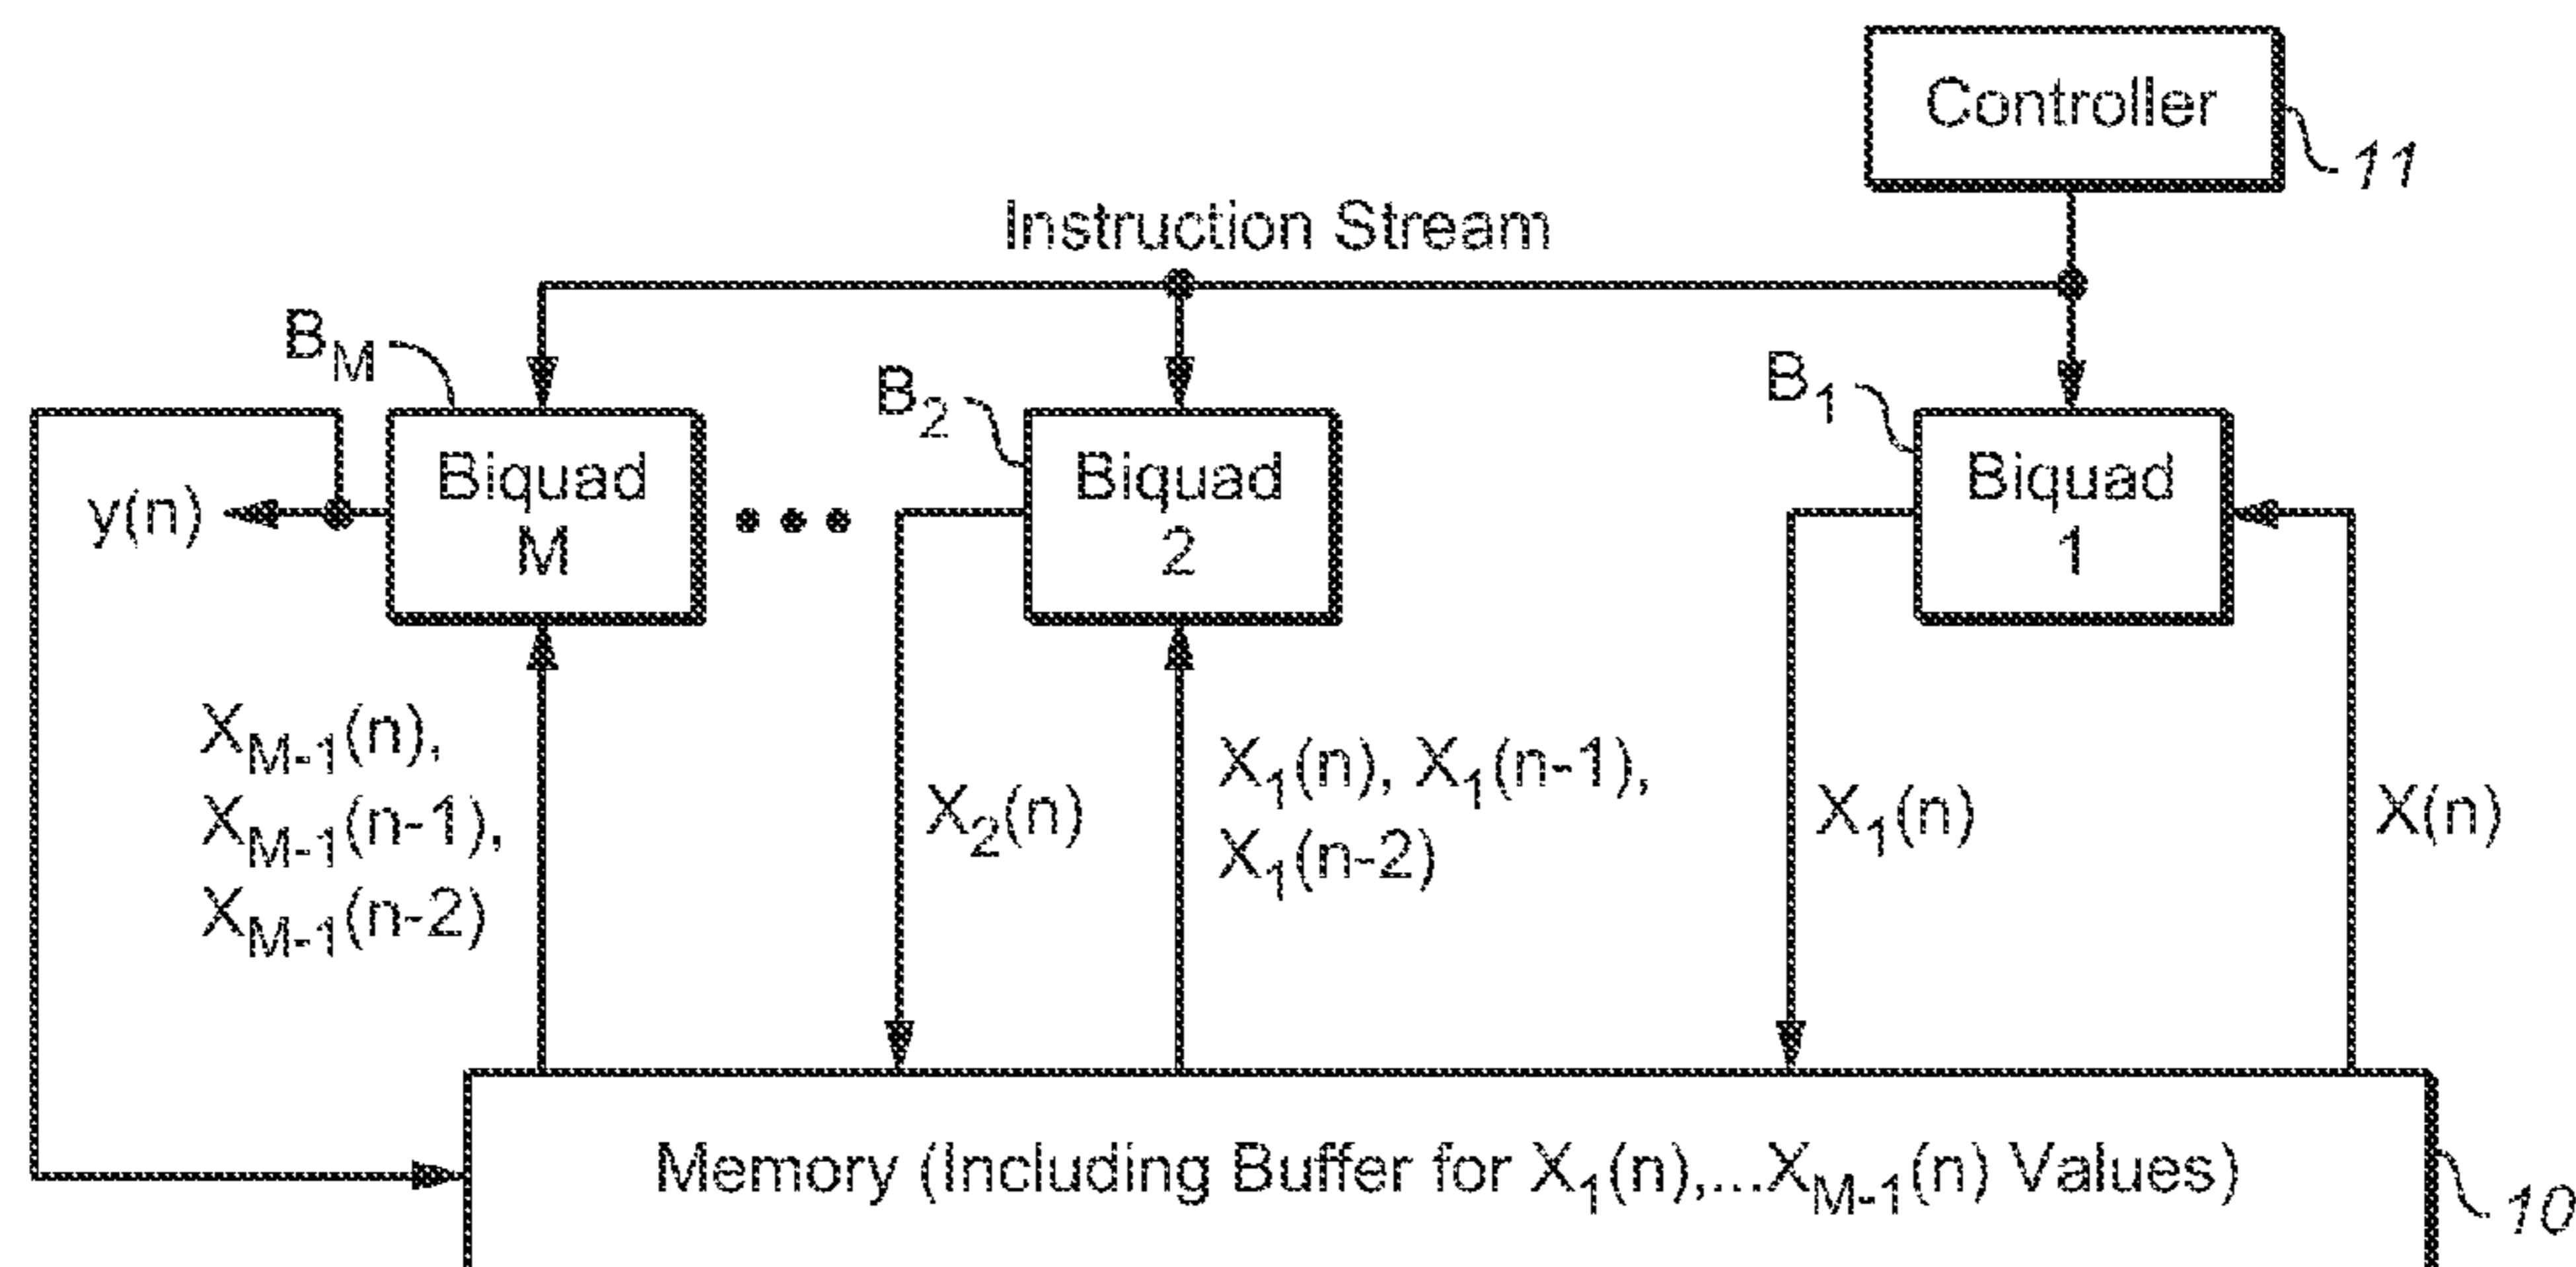 Controller
11
Instruction Stream
B_M
B_2
B_1
y(n)
Biquad
M
•••
Biquad
2
Biquad
1
X_{M-1}(n),
X_{M-1}(n-1),
X_{M-1}(n-2)
X_2(n)
X_1(n), X_1(n-1),
X_1(n-2)
X_1(n)
X(n)
Memory (Including Buffer for X_1(n),...X_{M-1}(n) Values)
10